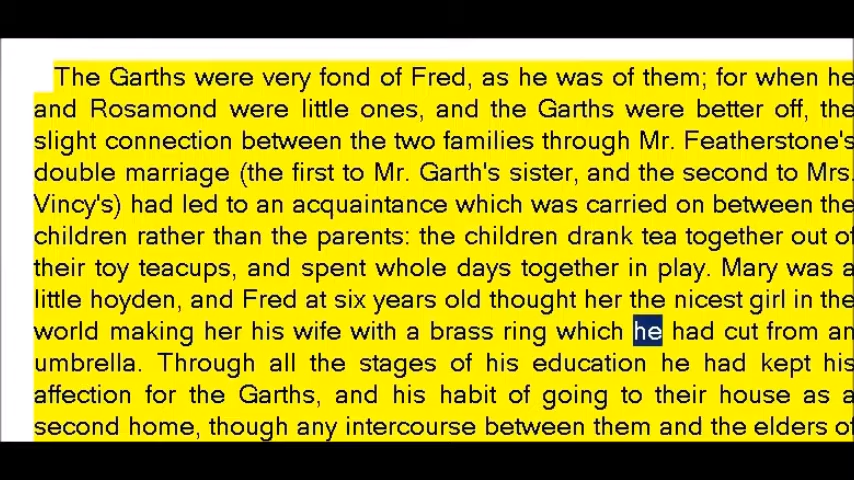 The Garths were very fond of Fred, as he was of them; for when he
and Rosamond were little ones, and the Garths were better off, the
slight connection between the two families through Mr. Featherstone's
double marriage (the first to Mr. Garth's sister, and the second to Mrs.
Vincy's) had led to an acquaintance which was carried on between the
children rather than the parents: the children drank tea together out of
their toy teacups, and spent whole days together in play. Mary was a
little hoyden, and Fred at six years old thought her the nicest girl in the
world making her his wife with a brass ring which he had cut from an
umbrella. Through all the stages of his education he had kept his
affection for the Garths, and his habit of going to their house as a
second home, though any intercourse between them and the elders of